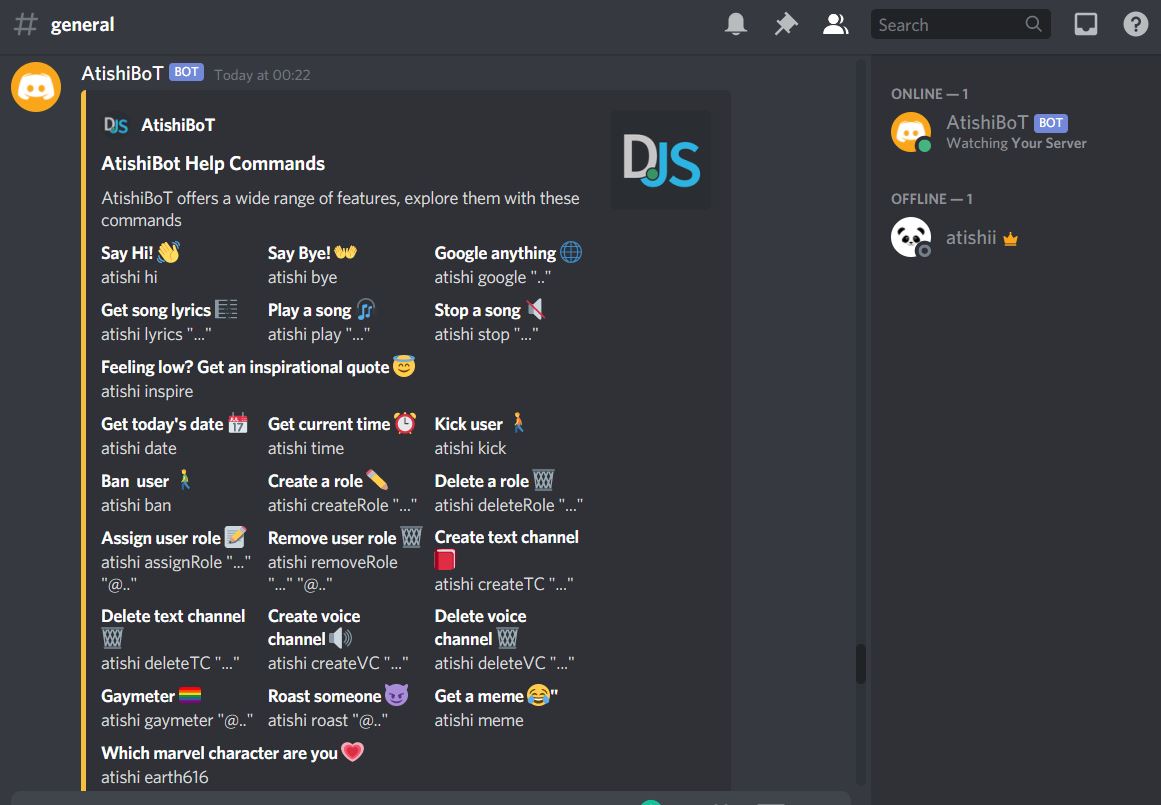 # general
Search
?
AtishiBoT BOT Today at 00:22
DJS AtishiBoT
DJS
AtishiBot Help Commands
AtishiBoT offers a wide range of features, explore them with these
commands
Say Hi! 👋 Say Bye! 👐 Google anything 🌐
atishi hi atishi bye atishi google ".."
Get song lyrics 🎼 Play a song 🎧 Stop a song 🔇
atishi lyrics "..." atishi play "..." atishi stop "..."
Feeling low? Get an inspirational quote 😇
atishi inspire
Get today's date 📅 Get current time ⏰ Kick user 🚶
atishi date atishi time atishi kick
Ban user 🚶‍♂️ Create a role ✏️ Delete a role 🗑️
atishi ban atishi createRole "..." atishi deleteRole "..."
Assign user role 📝 Remove user role 🗑️ Create text channel
📕
atishi assignRole "..." atishi removeRole
"@.." "..." "@.." atishi createTC "..."
Delete text channel Create voice Delete voice
🗑️ channel 🔊 channel 🗑️
atishi deleteTC "..." atishi createVC "..." atishi deleteVC "..."
Gaymeter 🏳️‍🌈 Roast someone 😈 Get a meme 😂"
atishi gaymeter "@.." atishi roast "@.." atishi meme
Which marvel character are you 💗
atishi earth616
ONLINE — 1
AtishiBoT BOT
Watching Your Server
OFFLINE — 1
atishii 👑